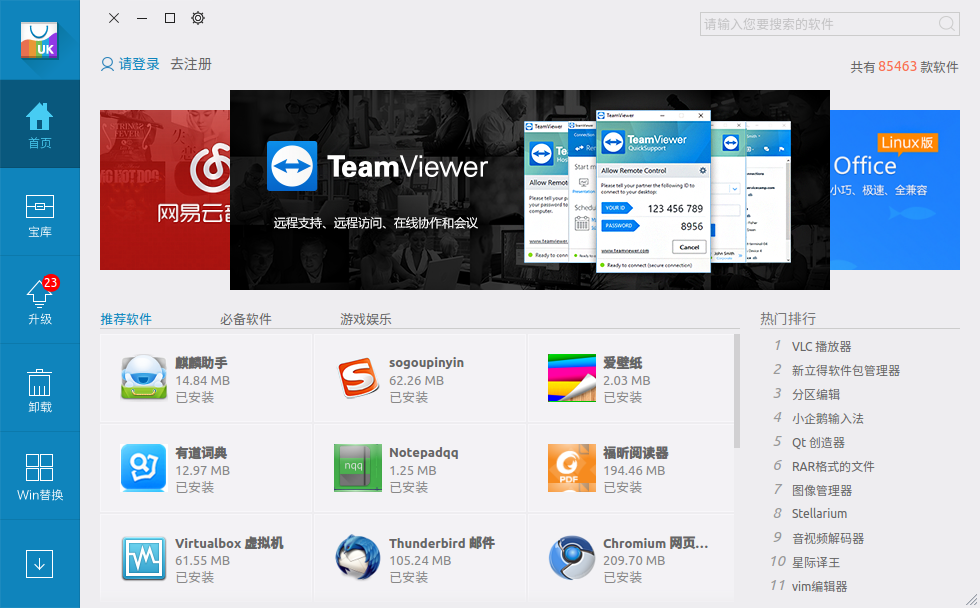 UK
请输入您要搜索的软件
请登录 去注册
共有 85463 款软件
首页
宝库
23
升级
卸载
Win替换
网易云音
TeamViewer
远程支持、远程访问、在线协作和会议
TeamViewer
TeamViewer
QuickSupport
Allow Remote Control
Please tell your partner the following ID to
connect to your desktop:
YOUR ID 123 456 789
PASSWORD 8956
www.teamviewer.com
Cancel
Ready to connect (secure connection)
Linux版
Office
小巧、极速、全兼容
推荐软件 必备软件 游戏娱乐
麒麟助手
14.84 MB
已安装
sogoupinyin
62.26 MB
已安装
爱壁纸
2.03 MB
已安装
有道词典
12.97 MB
已安装
nqq
Notepadqq
1.25 MB
已安装
PDF
福昕阅读器
194.46 MB
已安装
Virtualbox 虚拟机
61.55 MB
已安装
Thunderbird 邮件
105.24 MB
已安装
Chromium 网页...
209.70 MB
已安装
热门排行
1 VLC 播放器
2 新立得软件包管理器
3 分区编辑
4 小企鹅输入法
5 Qt 创造器
6 RAR格式的文件
7 图像管理器
8 Stellarium
9 音视频解码器
10 星际译王
11 vim编辑器